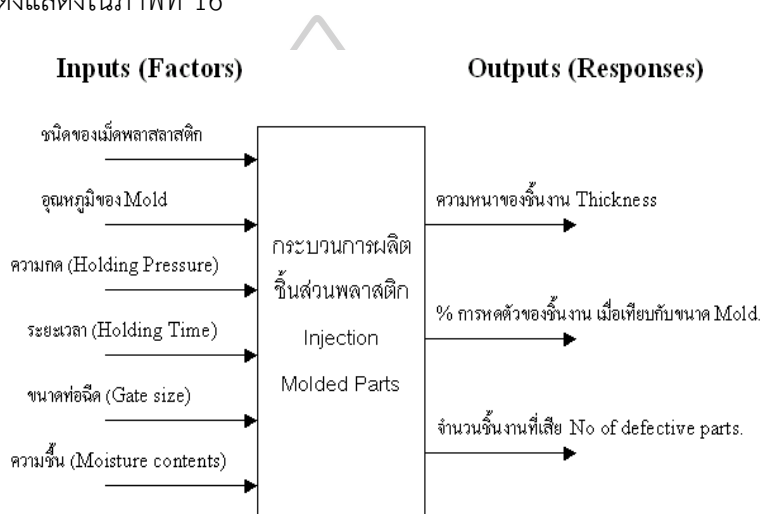 ดังแสดงในภาพที่ 16
Inputs (Factors)
Outputs (Responses)
ชนิดของเม็ดพลาสลาสติก
อุณหภูมิของ Mold
ความกด (Holding Pressure)
ระยะเวลา (Holding Time)
ขนาดท่อฉีด (Gate size)
ความชื้น (Moisture contents)
กระบวนการผลิต
ชิ้นส่วนพลาสติก
Injection
Molded Parts
ความหนาของชิ้นงาน Thickness
% การหดตัวของชิ้นงาน เมื่อเทียบกับขนาด Mold.
จำนวนชิ้นงานที่เสีย No of defective parts.